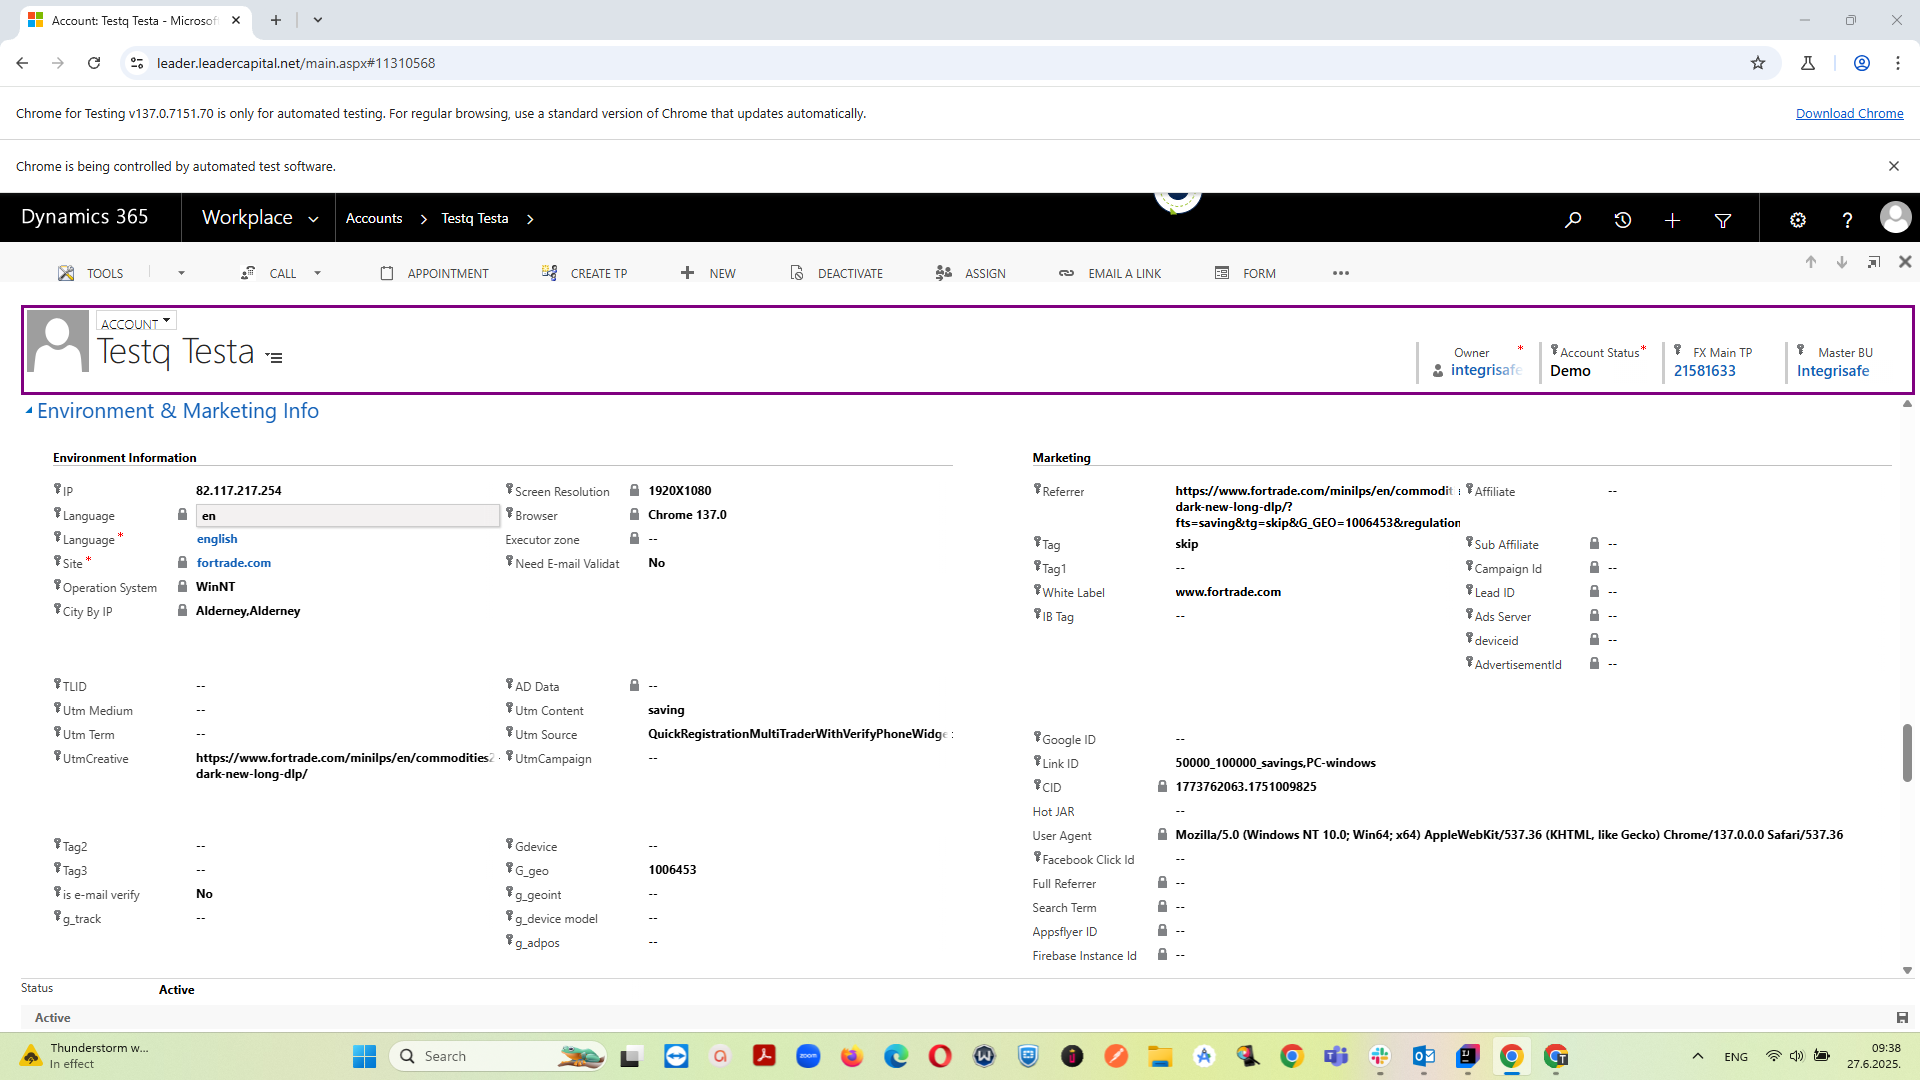 Account: Testq Testa - Microsof
leader.leadercapital.net/main.aspx#11310568
Chrome for Testing v137.0.7151.70 is only for automated testing. For regular browsing, use a standard version of Chrome that updates automatically.
Download Chrome
Chrome is being controlled by automated test software.
Dynamics 365
Workplace
Accounts
Testq Testa
TOOLS
CALL
APPOINTMENT
CREATE TP
NEW
DEACTIVATE
ASSIGN
EMAIL A LINK
FORM
ACCOUNT
Testq Testa
Owner *
integrisafe
Account Status *
Demo
FX Main TP
21581633
Master BU
Integrisafe
Environment & Marketing Info
Environment Information
IP 82.117.217.254
Language en
Language * english
Site * fortrade.com
Operation System WinNT
City By IP Alderney,Alderney
Screen Resolution 1920X1080
Browser Chrome 137.0
Executor zone --
Need E-mail Validat No
TLID --
Utm Medium --
Utm Term --
UtmCreative https://www.fortrade.com/minilps/en/commodities2-
dark-new-long-dlp/
AD Data --
Utm Content saving
Utm Source QuickRegistrationMultiTraderWithVerifyPhoneWidge
UtmCampaign --
Tag2 --
Tag3 --
is e-mail verify No
g_track --
Gdevice --
G_geo 1006453
g_geoint --
g_device model --
g_adpos --
Marketing
Referrer https://www.fortrade.com/minilps/en/commodit
dark-new-long-dlp/?
fts=saving&tg=skip&G_GEO=1006453&regulation
Tag skip
Tag1 --
White Label www.fortrade.com
IB Tag --
Affiliate --
Sub Affiliate --
Campaign Id --
Lead ID --
Ads Server --
deviceid --
AdvertisementId --
Google ID --
Link ID 50000_100000_savings,PC-windows
CID 1773762063.1751009825
Hot JAR --
User Agent Mozilla/5.0 (Windows NT 10.0; Win64; x64) AppleWebKit/537.36 (KHTML, like Gecko) Chrome/137.0.0.0 Safari/537.36
Facebook Click Id --
Full Referrer --
Search Term --
Appsflyer ID --
Firebase Instance Id --
Status Active
Active
Thunderstorm w...
In effect
Search
zoom
ENG
09:38
27.6.2025.